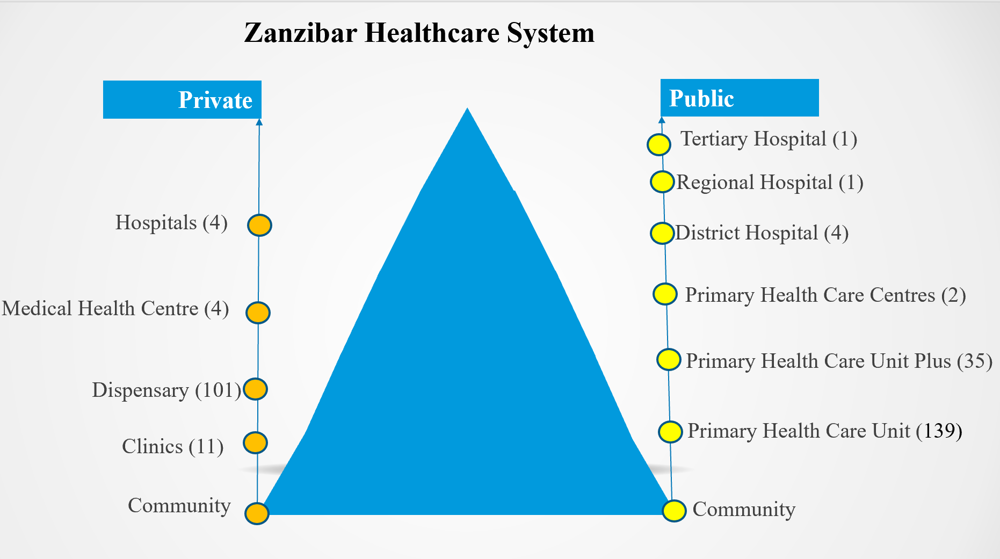 Zanzibar Healthcare System
Private
Hospitals (4)
Medical Health Centre (4)
Dispensary (101)
Clinics (11)
Community
Public
Tertiary Hospital (1)
Regional Hospital (1)
District Hospital (4)
Primary Health Care Centres (2)
Primary Health Care Unit Plus (35)
Primary Health Care Unit (139)
Community